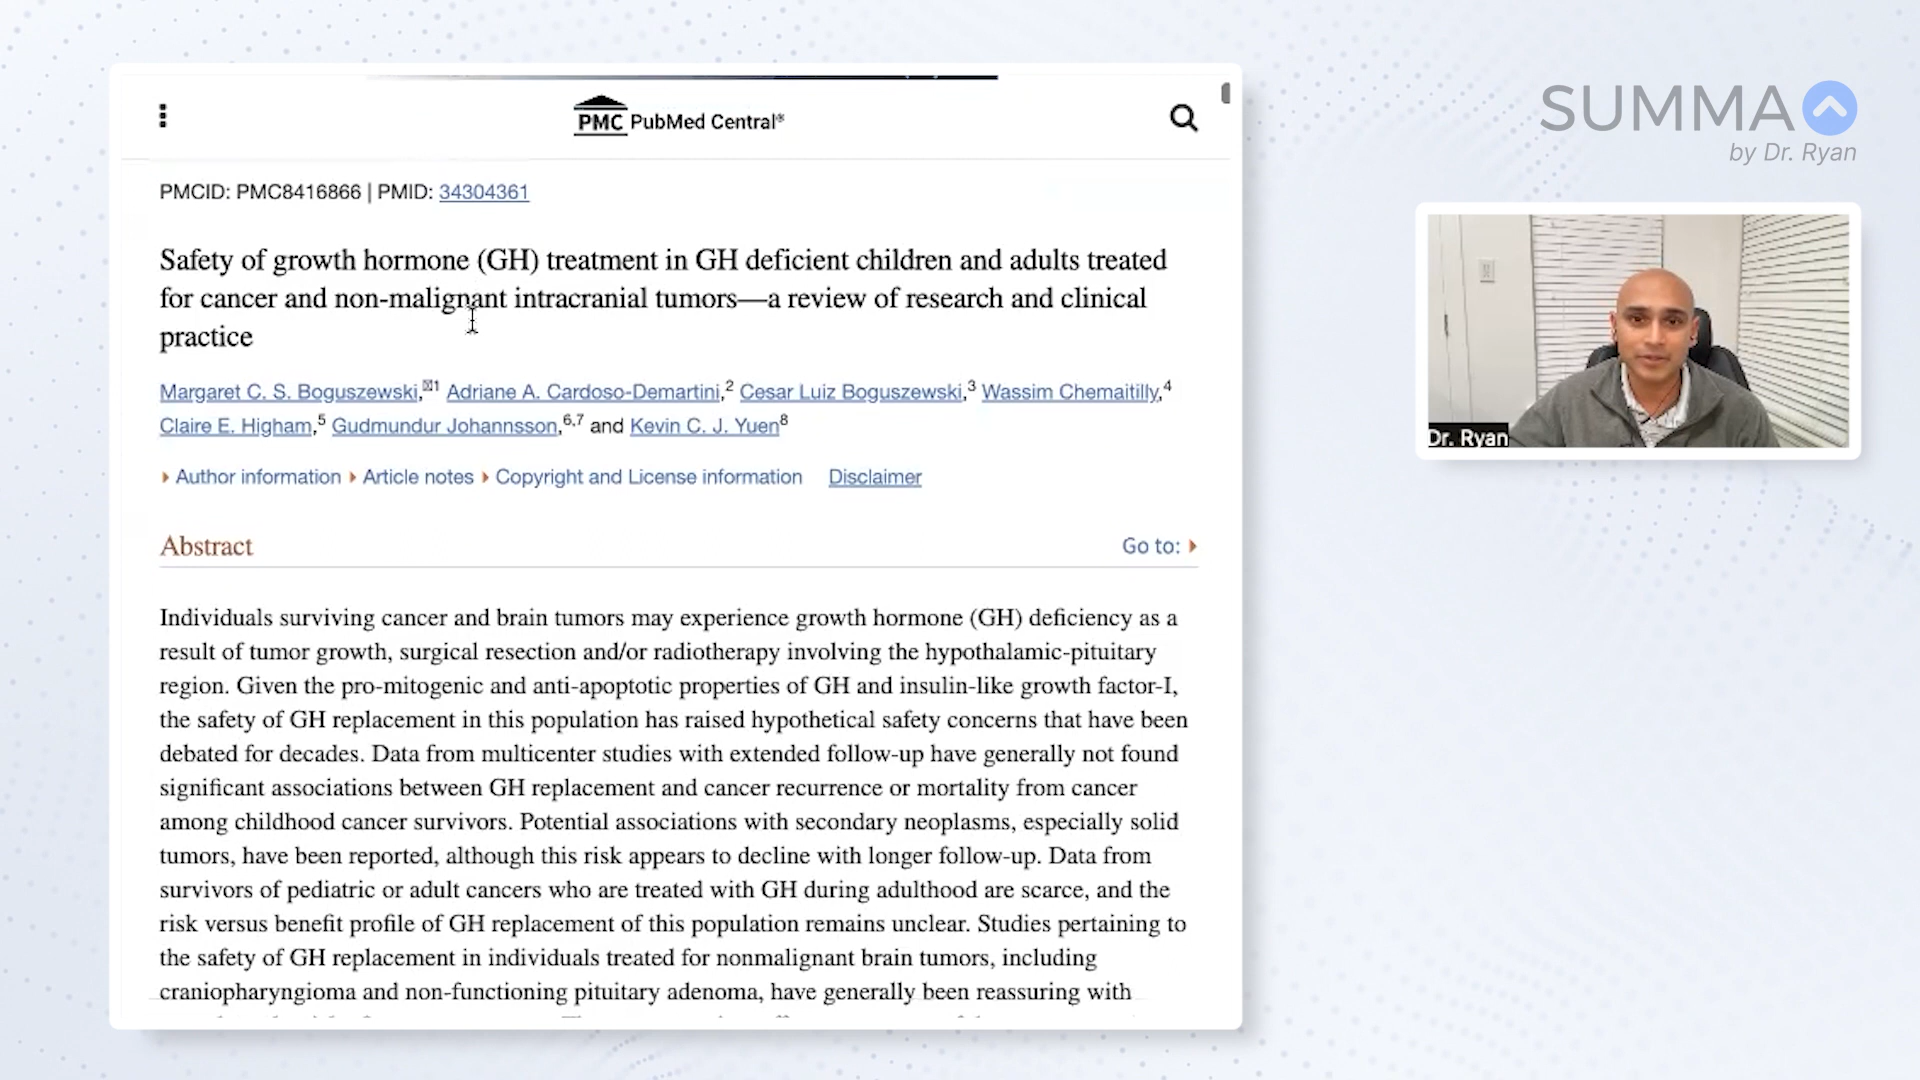 SUMMA
by Dr. Ryan
PMC PubMed Central®
PMCID: PMC8416866 | PMID: 34304361
Safety of growth hormone (GH) treatment in GH deficient children and adults treated
for cancer and non-malignant intracranial tumors—a review of research and clinical
practice
Margaret C. S. Boguszewski,1 Adriane A. Cardoso-Demartini,2 Cesar Luiz Boguszewski,3 Wassim Chemaitilly,4
Claire E. Higham,5 Gudmundur Johannsson,6,7 and Kevin C. J. Yuen8
Author information Article notes Copyright and License information Disclaimer
Abstract Go to:
Individuals surviving cancer and brain tumors may experience growth hormone (GH) deficiency as a
result of tumor growth, surgical resection and/or radiotherapy involving the hypothalamic-pituitary
region. Given the pro-mitogenic and anti-apoptotic properties of GH and insulin-like growth factor-I,
the safety of GH replacement in this population has raised hypothetical safety concerns that have been
debated for decades. Data from multicenter studies with extended follow-up have generally not found
significant associations between GH replacement and cancer recurrence or mortality from cancer
among childhood cancer survivors. Potential associations with secondary neoplasms, especially solid
tumors, have been reported, although this risk appears to decline with longer follow-up. Data from
survivors of pediatric or adult cancers who are treated with GH during adulthood are scarce, and the
risk versus benefit profile of GH replacement of this population remains unclear. Studies pertaining to
the safety of GH replacement in individuals treated for nonmalignant brain tumors, including
craniopharyngioma and non-functioning pituitary adenoma, have generally been reassuring with
Dr. Ryan